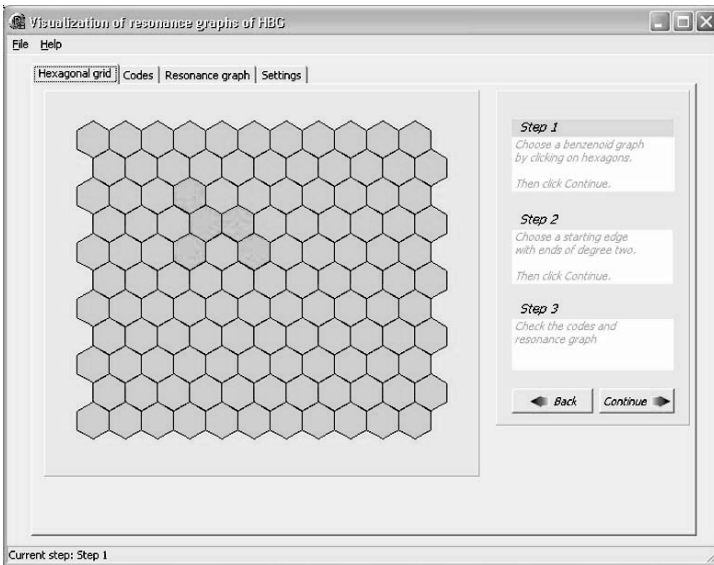 Visualization of resonance graphs of HBG
File Help
Hexagonal grid Codes Resonance graph Settings
Step 1
Choose a benzenoid graph
by clicking on hexagons.
Then click Continue.
Step 2
Choose a starting edge
with ends of degree two.
Then click Continue.
Step 3
Check the codes and
resonance graph
Back Continue
Current step: Step 1